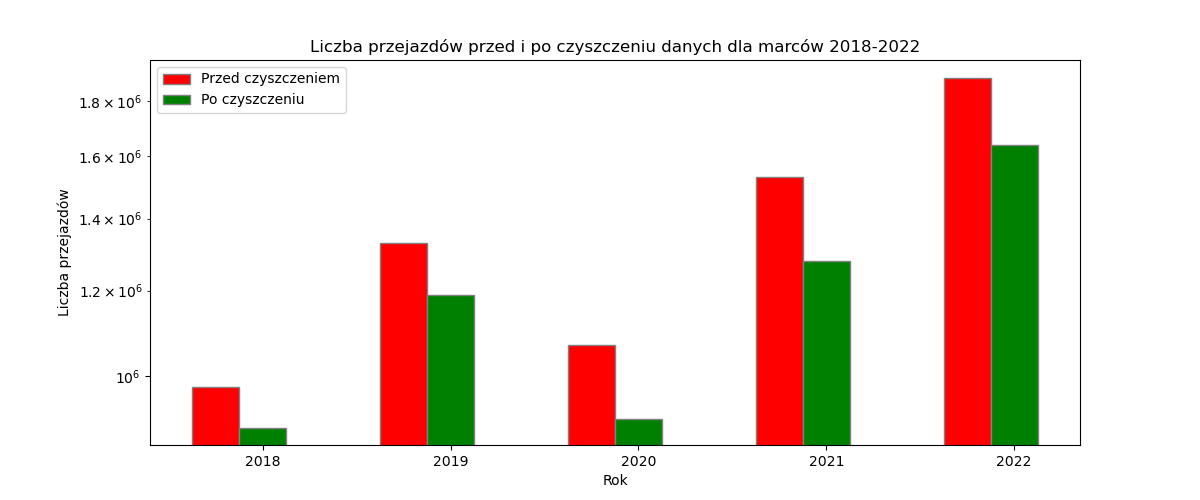 Liczba przejazdów przed i po czyszczeniu danych dla marców 2018-2022
Przed czyszczeniem
Po czyszczeniu
1.8 × 10⁶
1.6 × 10⁶
1.4 × 10⁶
1.2 × 10⁶
10⁶
Liczba przejazdów
2018 2019 2020 2021 2022
Rok